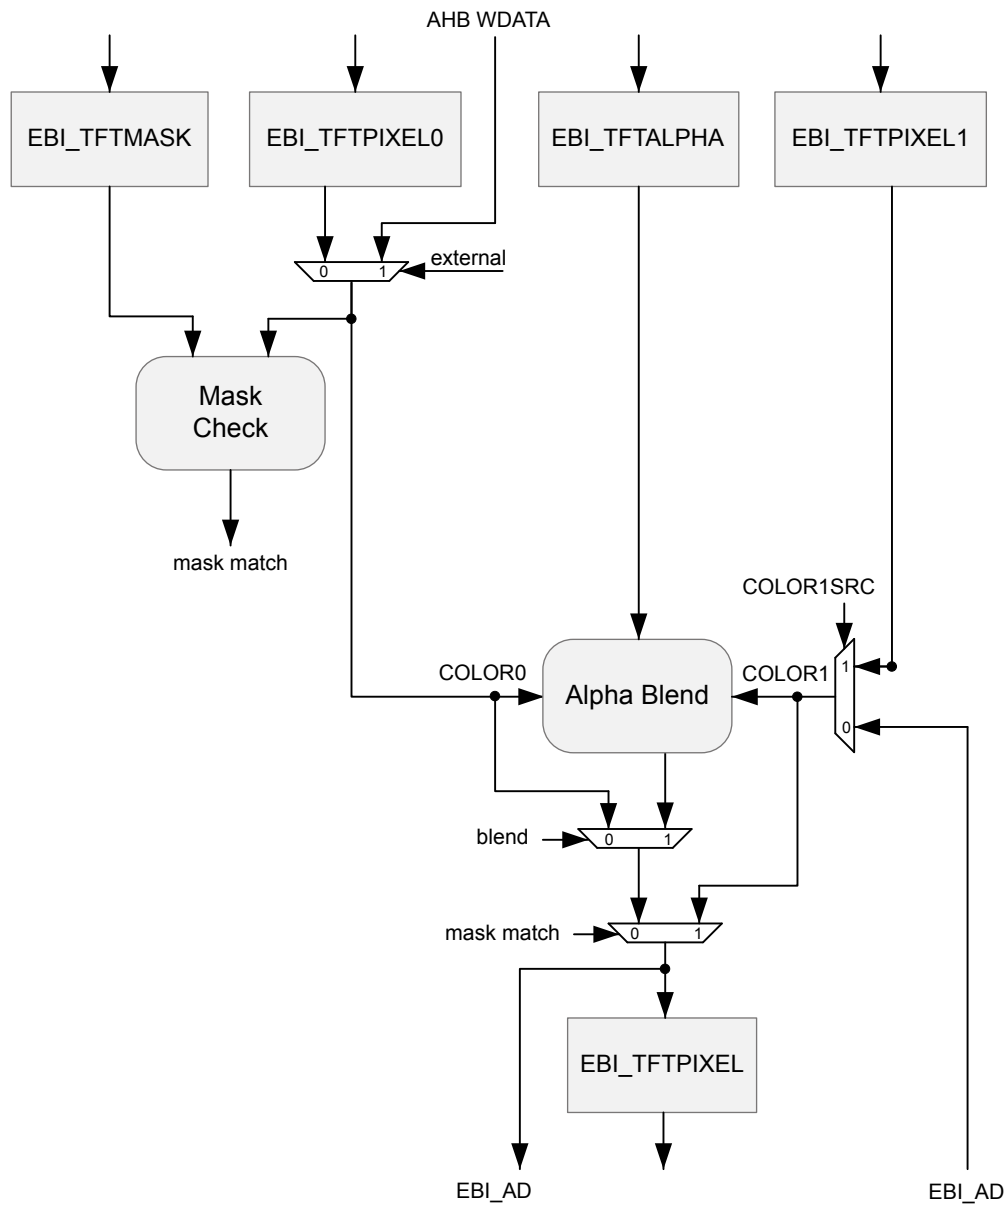 AHB WDATA
EBI_TFTMASK
EBI_TFTPIXEL0
EBI_TFTALPHA
EBI_TFTPIXEL1
external
0 1
Mask
Check
mask match
COLOR1SRC
1
COLOR0
Alpha Blend
COLOR1
0
blend
0 1
mask match
0 1
EBI_TFTPIXEL
EBI_AD
EBI_AD